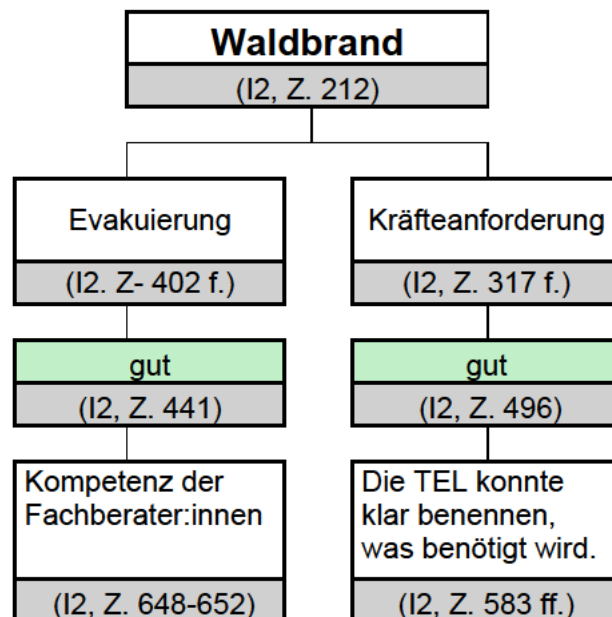 Waldbrand
(I2, Z. 212)
Evakuierung
(I2. Z- 402 f.)
gut
(I2, Z. 441)
Kompetenz der
Fachberater:innen
(I2, Z. 648-652)
Kräfteanforderung
(I2, Z. 317 f.)
gut
(I2, Z. 496)
Die TEL konnte
klar benennen,
was benötigt wird.
(I2, Z. 583 ff.)